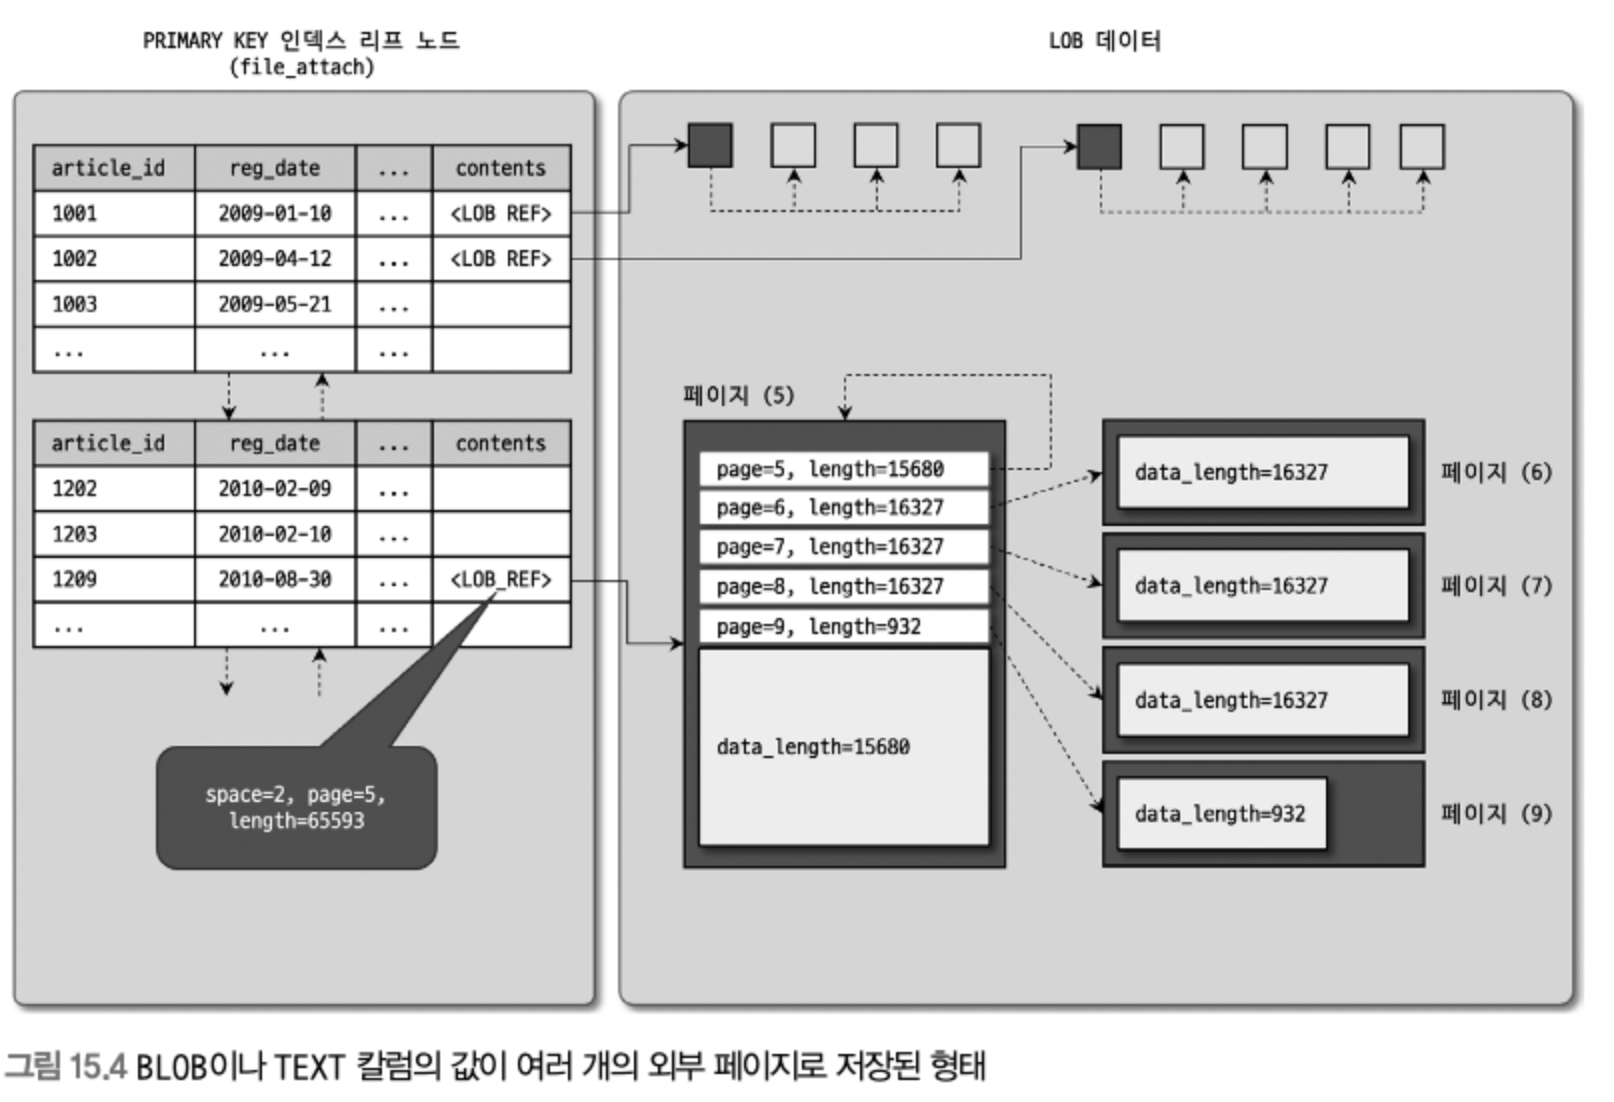 PRIMARY KEY 인덱스 리프 노드
(file_attach)
LOB 데이터
article_id reg_date ... contents
1001 2009-01-10 ... <LOB REF>
1002 2009-04-12 ... <LOB REF>
1003 2009-05-21 ...
... ... ...
article_id reg_date ... contents
1202 2010-02-09 ...
1203 2010-02-10 ...
1209 2010-08-30 ... <LOB_REF>
... ... ...
space=2, page=5,
length=65593
페이지 (5)
page=5, length=15680
page=6, length=16327
page=7, length=16327
page=8, length=16327
page=9, length=932
data_length=15680
data_length=16327 페이지 (6)
data_length=16327 페이지 (7)
data_length=16327 페이지 (8)
data_length=932 페이지 (9)
그림 15.4 BLOB이나 TEXT 칼럼의 값이 여러 개의 외부 페이지로 저장된 형태